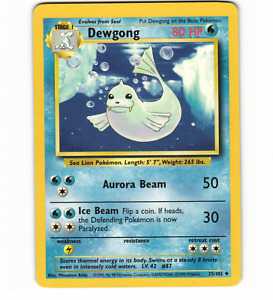 STAGE 1
Evolves from Seel
Put Dewgong on the Basic Pokémon
Dewgong
80 HP
Sea Lion Pokémon. Length: 5' 7", Weight: 265 lbs.
Aurora Beam 50
Ice Beam Flip a coin. If heads,
the Defending Pokémon is now
Paralyzed.
30
weakness
resistance
retreat cost
Stores thermal energy in its body. Swims at a steady 8 knots
even in intensely cold waters. LV. 42 #87
Illus. Mitsuhiro Arita
25/102